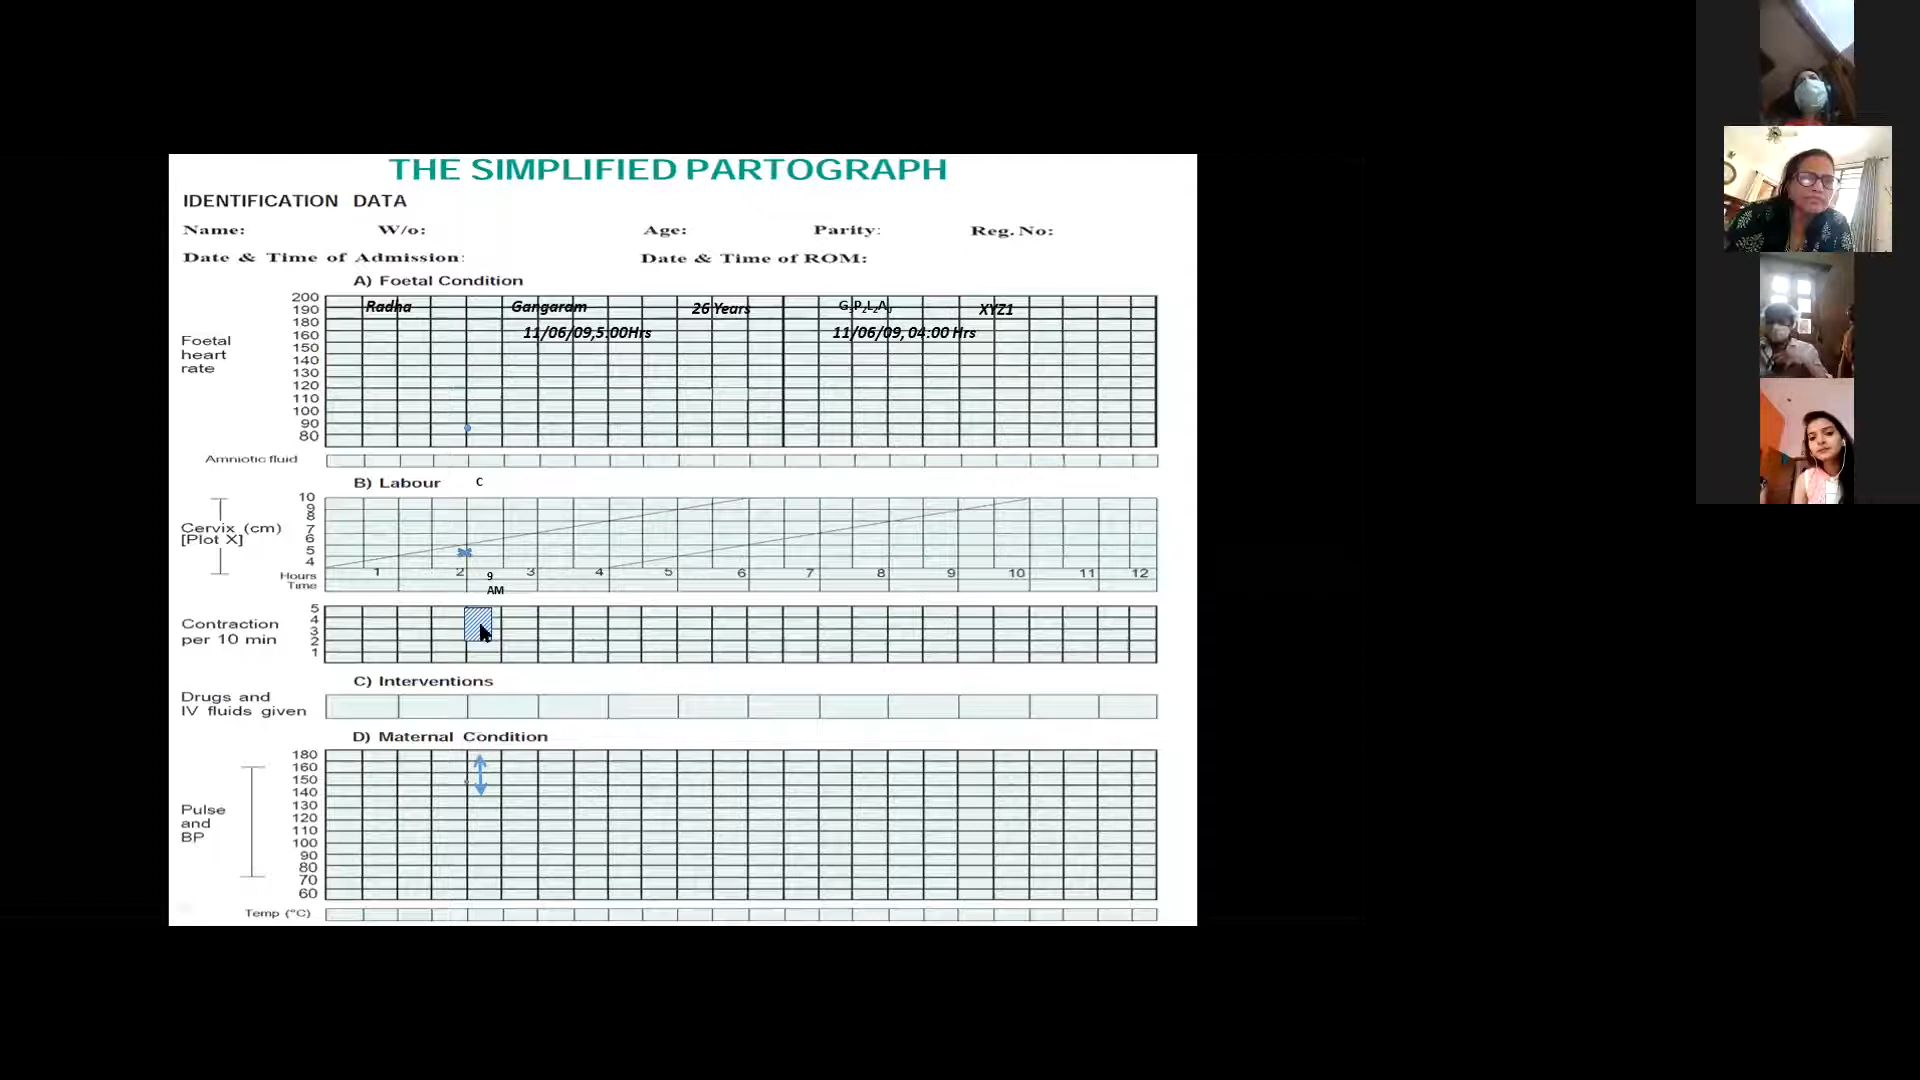 THE SIMPLIFIED PARTOGRAPH
IDENTIFICATION DATA
Name: W/o: Age: Parity: Reg. No:
Date & Time of Admission: Date & Time of ROM:
A) Foetal Condition
Radha Gangaram 26 Years G3P2L2A0 XYZ1
11/06/09,5:00Hrs 11/06/09, 04:00 Hrs
Foetal heart rate
200
190
180
160
150
140
130
120
110
100
90
80
Amniotic fluid
B) Labour C
Cervix (cm)
[Plot X]
10
9
8
7
6
5
4
Hours 1 2 3 4 5 6 7 8 9 10 11 12
Time 9 AM
Contraction
per 10 min
5
4
3
2
1
C) Interventions
Drugs and
IV fluids given
D) Maternal Condition
Pulse
and
BP
180
160
150
140
130
120
110
100
90
80
70
60
Temp (°C)